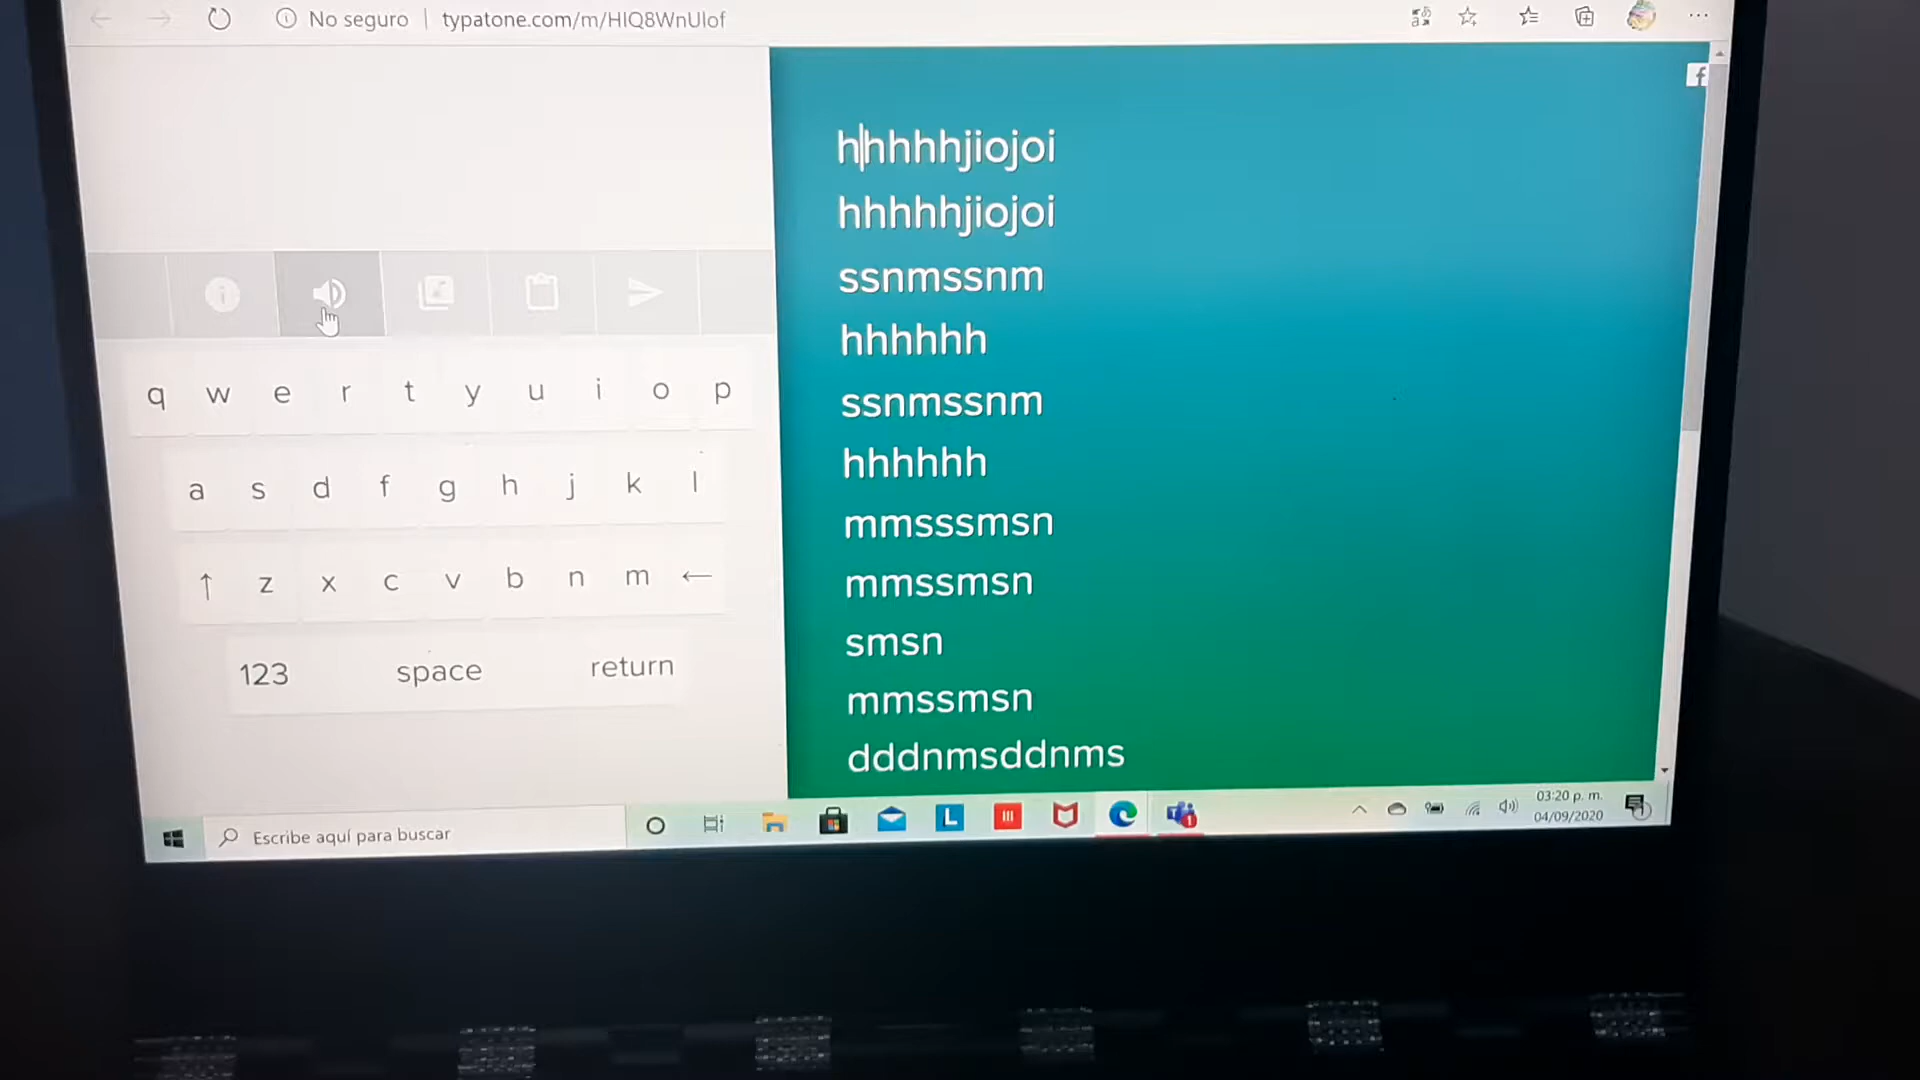 No seguro typatone.com/m/HIQ8WnUlof
hhhhhjiojoi
hhhhhjiojoi
ssnmssnm
hhhhhh
ssnmssnm
hhhhhh
mmsssmsn
mmssmsn
smsn
mmssmsn
dddnmsddnms
q w e r t y u i o p
a s d f g h j k l
z x c v b n m
123 space return
Escribe aquí para buscar
03:20 p. m.
04/09/2020